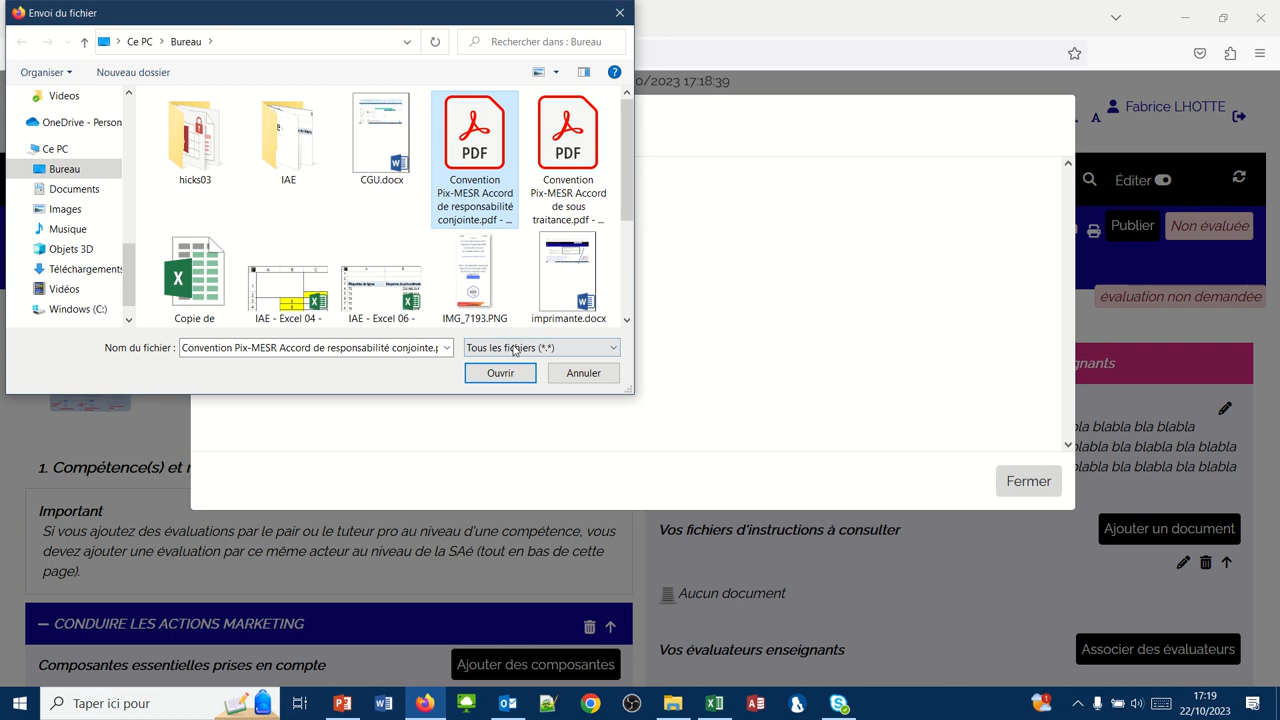 Envoi du fichier
Ce PC
Bureau
Rechercher dans : Bureau
Organiser
Nouveau dossier
Videos
OneDrive - Person
Ce PC
Bureau
Documents
Images
Musique
Objets 3D
Téléchargements
Vidéos
Windows (C:)
hicks03
IAE
CGU.docx
PDF
Convention
Pix-MESR Accord
de responsabilité
conjointe.pdf - ...
PDF
Convention
Pix-MESR Accord
de sous
traitance.pdf - ...
Copie de
IAE - Excel 04 -
IAE - Excel 06 -
IMG_7193.PNG
imprimante.docx
Nom du fichier :
Convention Pix-MESR Accord de responsabilité conjointe.p
Tous les fichiers (*.*)
Ouvrir
Annuler
/2023 17:18:39
Fabrice LHOTTE
A
Éditer
Publier
Non évaluée
évaluation non demandée
bla blabla bla blabla
blabla bla blabla bla blabla
blabla bla blabla bla blabla
Fermer
1. Compétence(s) et
Important
Si vous ajoutez des évaluations par le pair ou le tuteur pro au niveau d'une compétence, vous
devez ajouter une évaluation par ce même acteur au niveau de la SAé (tout en bas de cette
page).
CONDUIRE LES ACTIONS MARKETING
Composantes essentielles prises en compte
Ajouter des composantes
Vos fichiers d'instructions à consulter
Ajouter un document
Aucun document
Vos évaluateurs enseignants
Associer des évaluateurs
Taper ici pour
17:19
22/10/2023